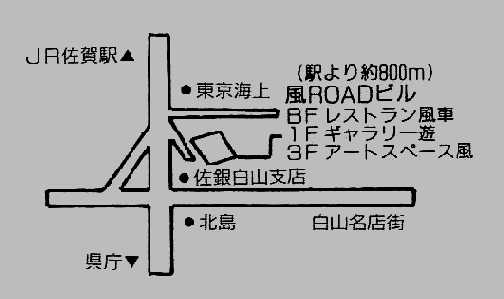 JR佐賀駅▲
(駅より約800m)
●東京海上
風ROADビル
6F レストラン風車
1F ギャラリー遊
3F アートスペース風
●佐銀白山支店
●北島
白山名店街
県庁▼